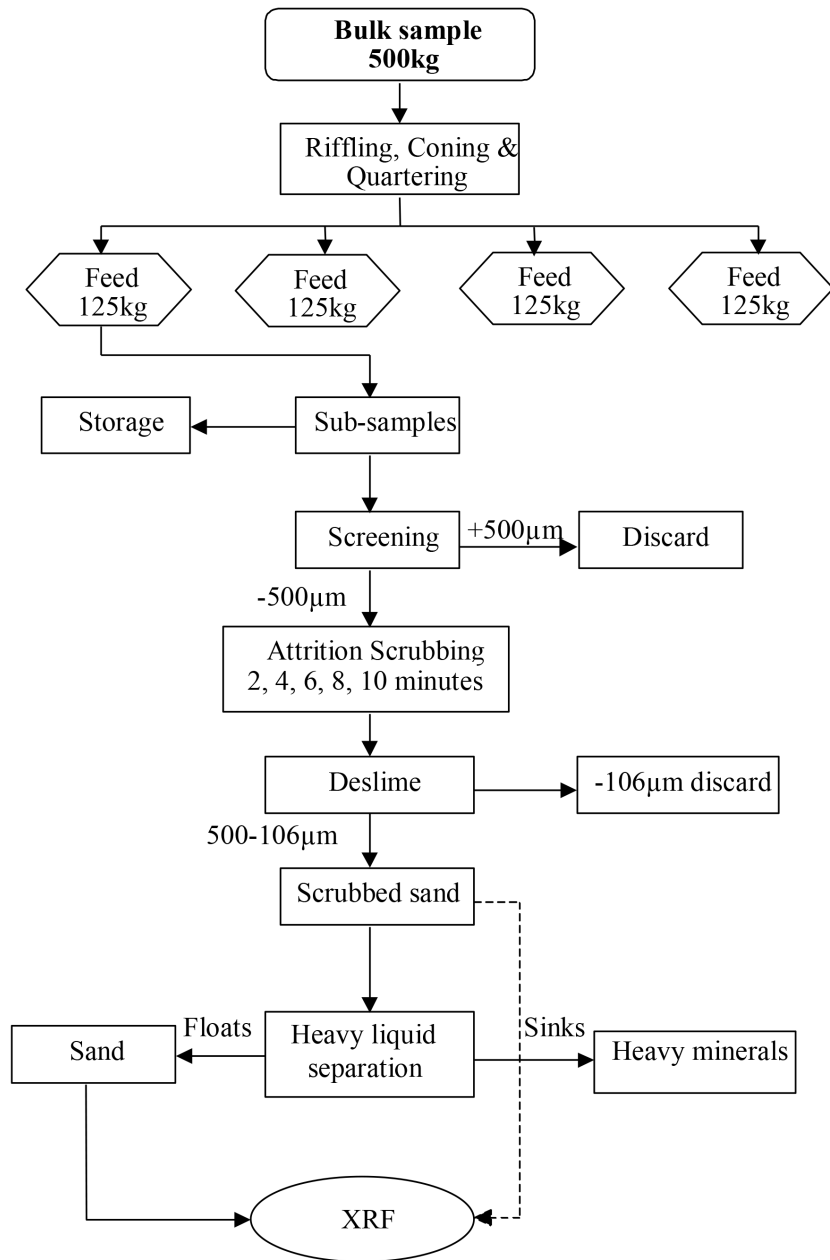 Bulk sample
500kg
Riffling, Coning &
Quartering
Feed
125kg
Feed
125kg
Feed
125kg
Feed
125kg
Storage
Sub-samples
Screening
+500µm
Discard
-500µm
Attrition Scrubbing
2, 4, 6, 8, 10 minutes
Deslime
-106µm discard
500-106µm
Scrubbed sand
Sand
Floats
Heavy liquid
separation
Sinks
Heavy minerals
XRF